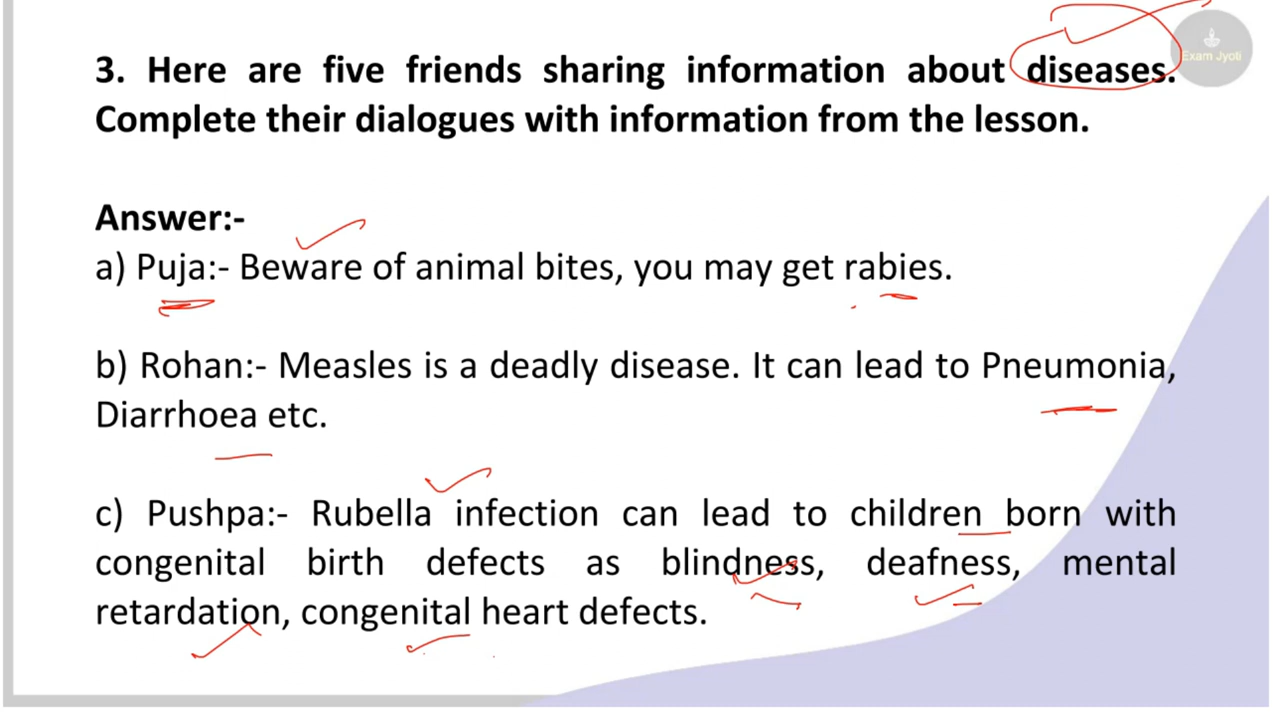 Exam Jyoti
3. Here are five friends sharing information about diseases.
Complete their dialogues with information from the lesson.
Answer:-
a) Puja:- Beware of animal bites, you may get rabies.
b) Rohan:- Measles is a deadly disease. It can lead to Pneumonia,
Diarrhoea etc.
c) Pushpa:- Rubella infection can lead to children born with
congenital birth defects as blindness, deafness, mental
retardation, congenital heart defects.